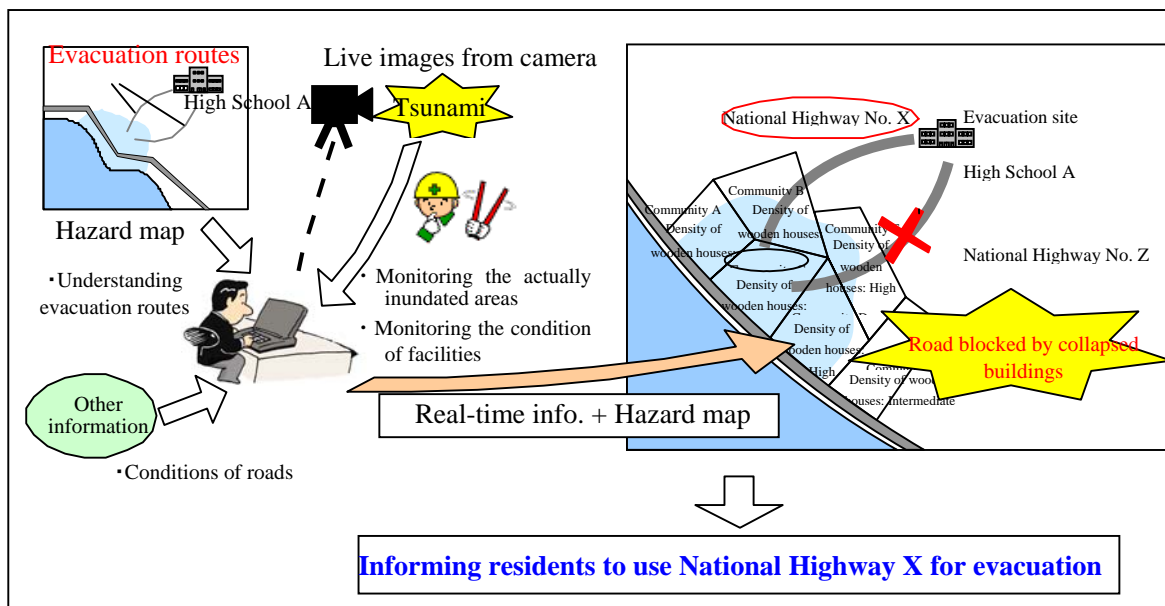 Evacuation routes
High School A
Live images from camera
Tsunami
Hazard map
・Understanding
evacuation routes
・Monitoring the actually
inundated areas
・Monitoring the condition
of facilities
Other
information
・Conditions of roads
Real-time info. + Hazard map
National Highway No. X
Evacuation site
High School A
National Highway No. Z
Community B
Density of
wooden houses:
Community A
Density of
wooden houses:
Community
Density of
wooden
houses: High
Density of
wooden houses:
Density of
wooden houses:
High
Density of
houses: Intermediate
Road blocked by collapsed
buildings
Informing residents to use National Highway X for evacuation